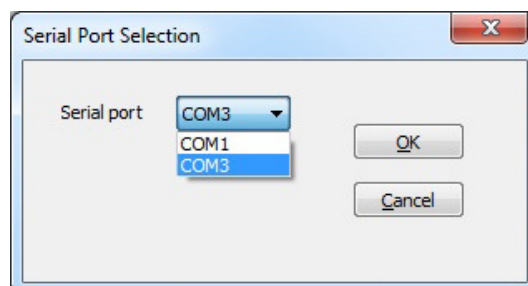 Serial Port Selection
Serial port
COM3
COM1
COM3
OK
Cancel